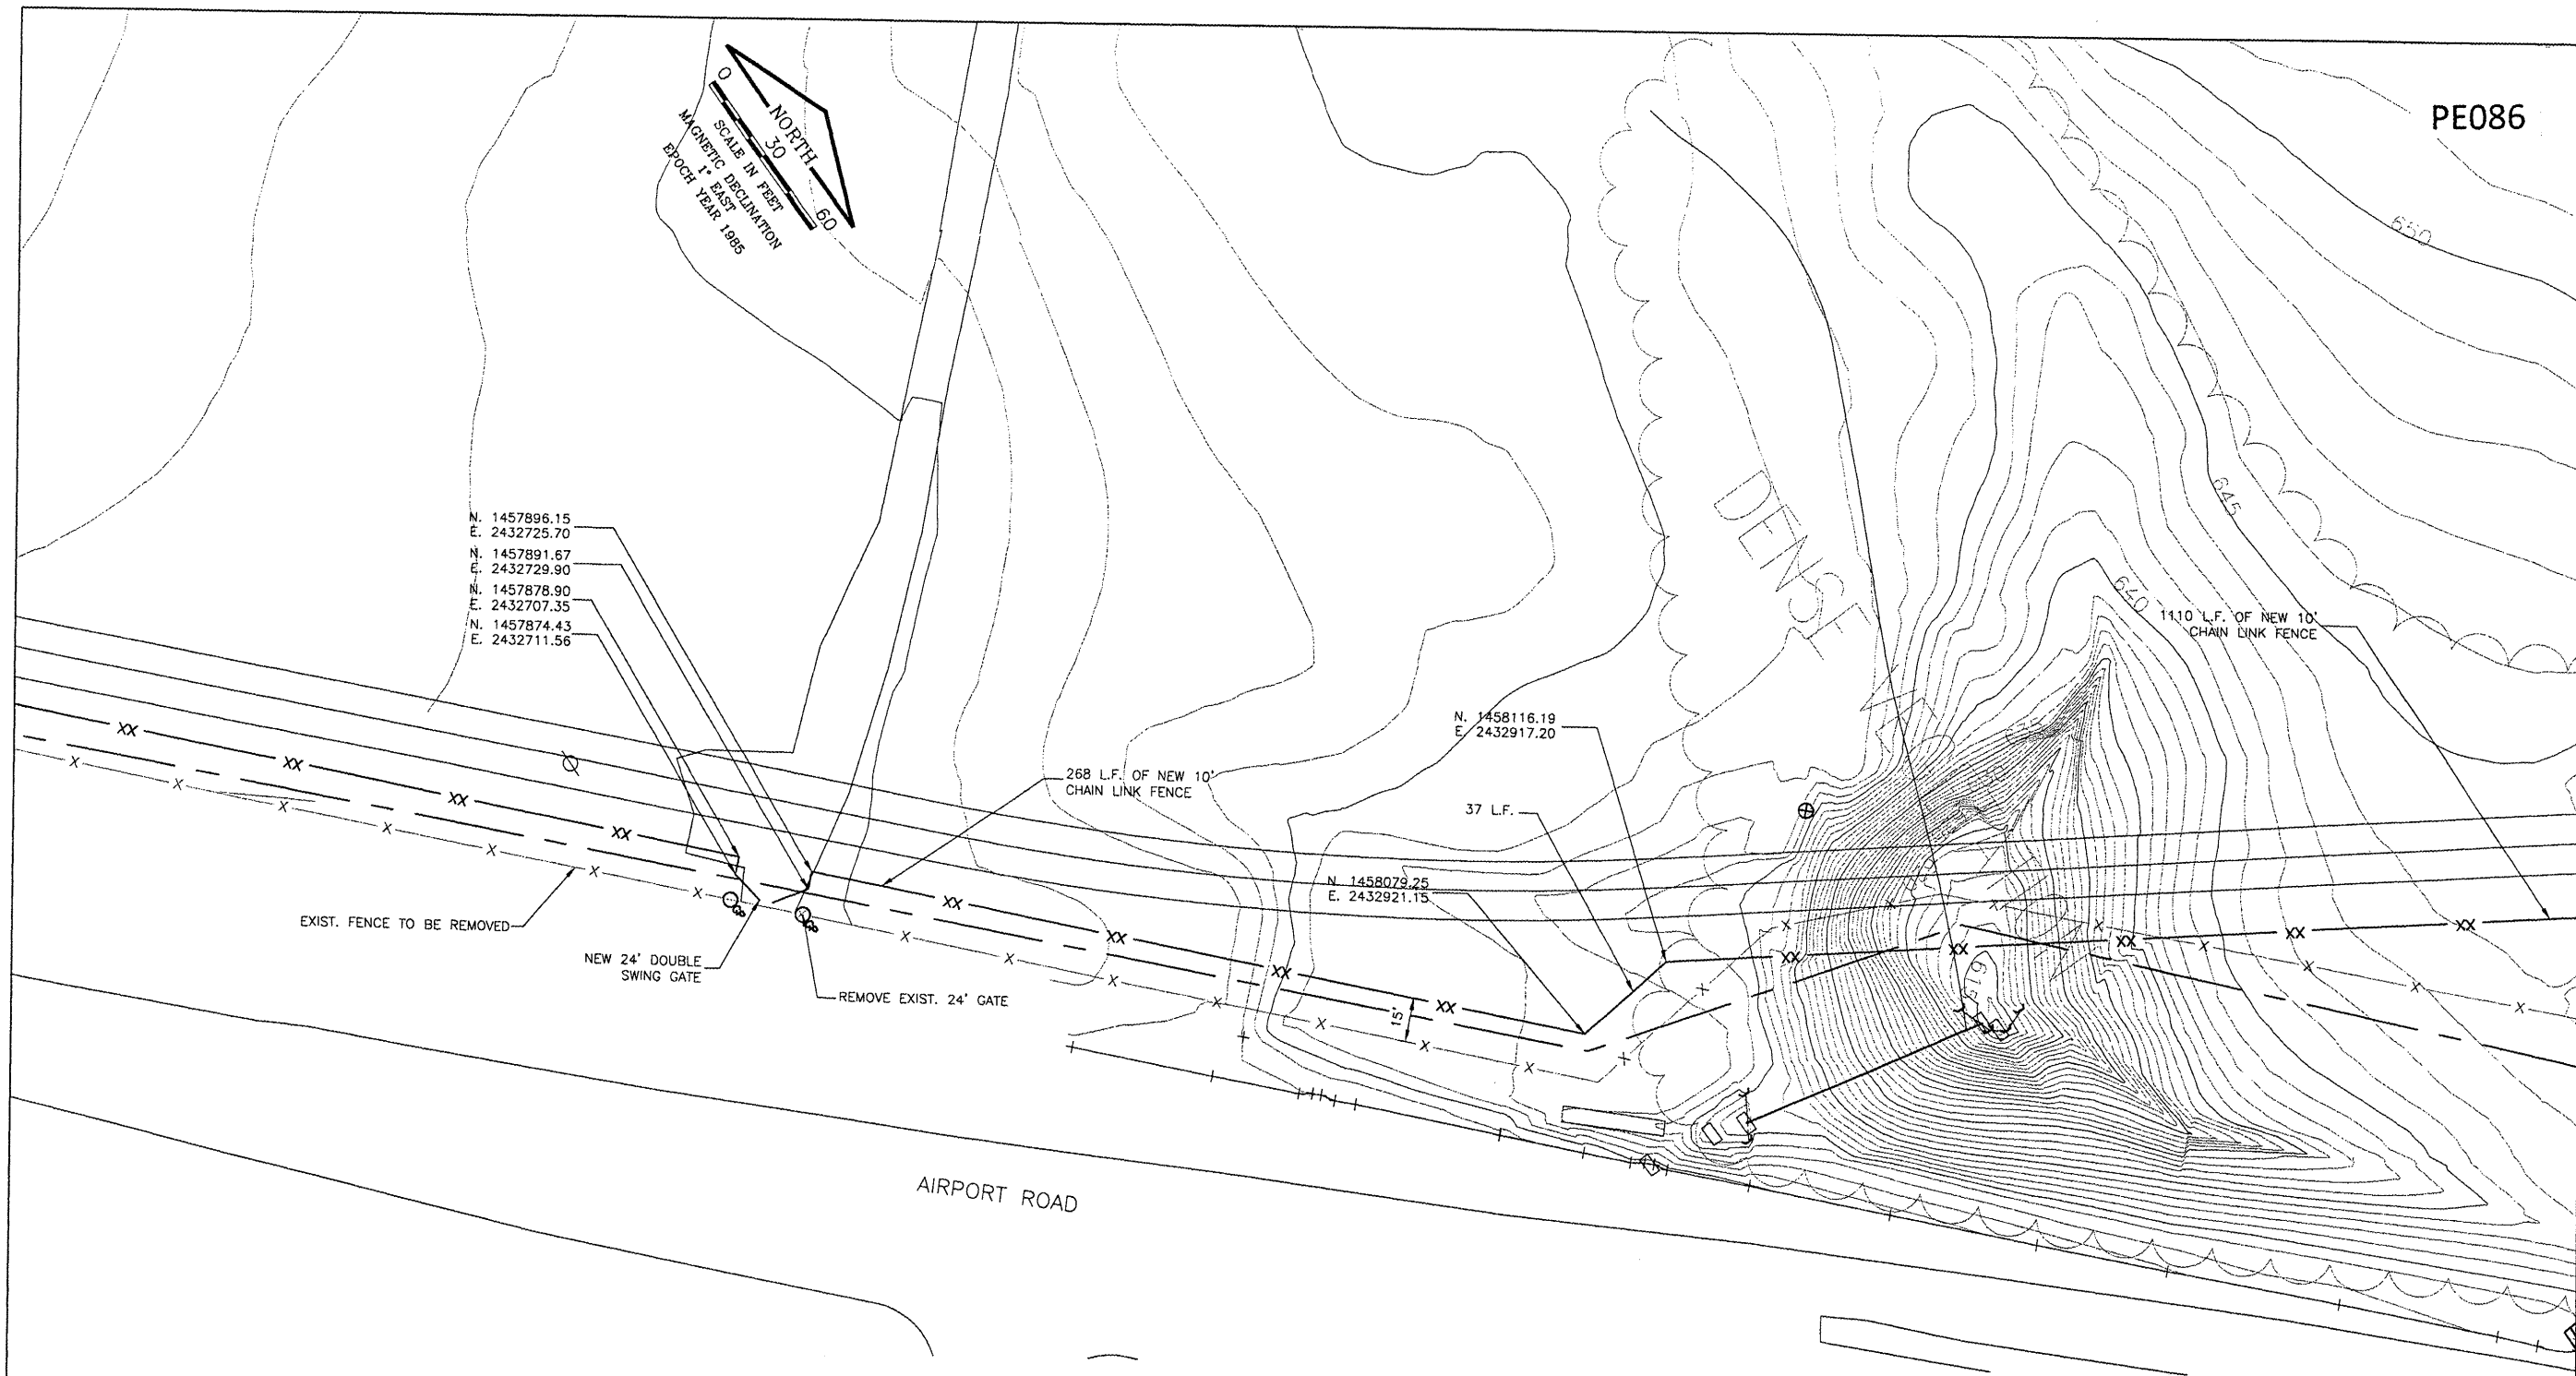 PE086
0
NORTH
30
60
SCALE IN FEET
MAGNETIC DECLINATION
1° EAST
EPOCH YEAR 1985
650
645
640
DENSE
N. 1457896.15
E. 2432725.70
N. 1457891.67
E. 2432729.90
N. 1457878.90
E. 2432707.35
N. 1457874.43
E. 2432711.56
1110 L.F. OF NEW 10'
CHAIN LINK FENCE
N. 1458116.19
E. 2432917.20
268 L.F. OF NEW 10'
CHAIN LINK FENCE
37 L.F.
N. 1458079.25
E. 2432921.15
EXIST. FENCE TO BE REMOVED
NEW 24' DOUBLE
SWING GATE
REMOVE EXIST. 24' GATE
15'
619
AIRPORT ROAD